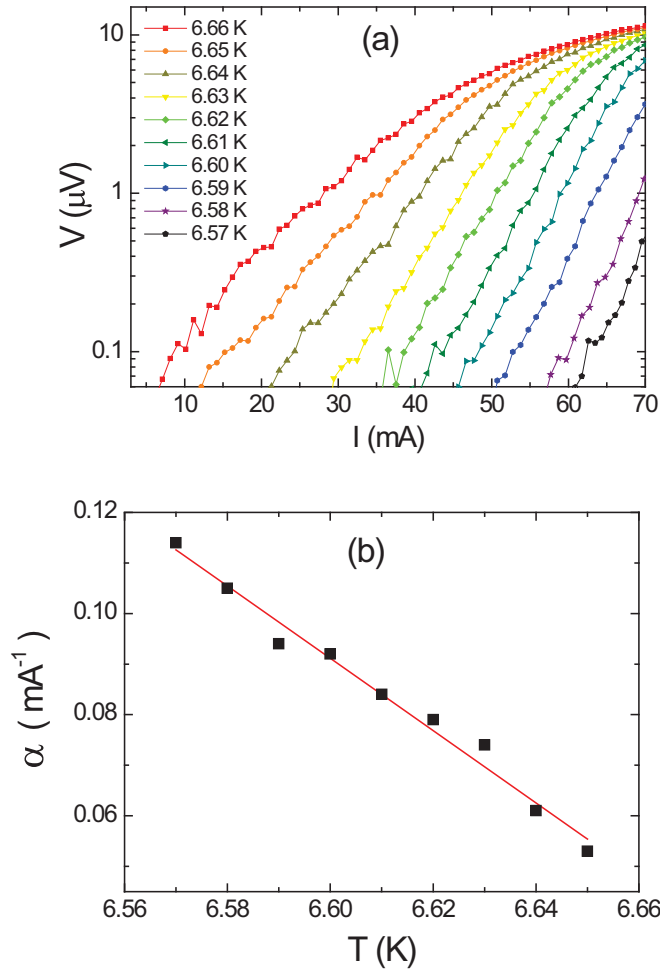 (a)
10
1
0.1
V (μV)
6.66 K
6.65 K
6.64 K
6.63 K
6.62 K
6.61 K
6.60 K
6.59 K
6.58 K
6.57 K
10 20 30 40 50 60 70
I (mA)
(b)
0.12
0.10
0.08
0.06
α ( mA⁻¹)
6.56 6.58 6.60 6.62 6.64 6.66
T (K)